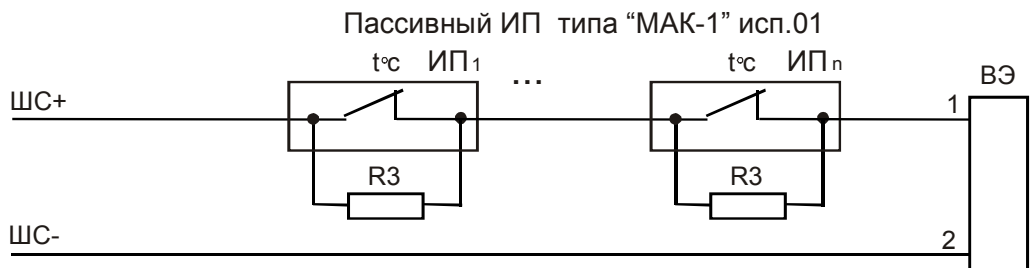 Пассивный ИП типа “МАК-1” исп.01
t°c ИП1 ... t°c ИПn
ВЭ
ШС+ 1
R3 R3
ШС- 2